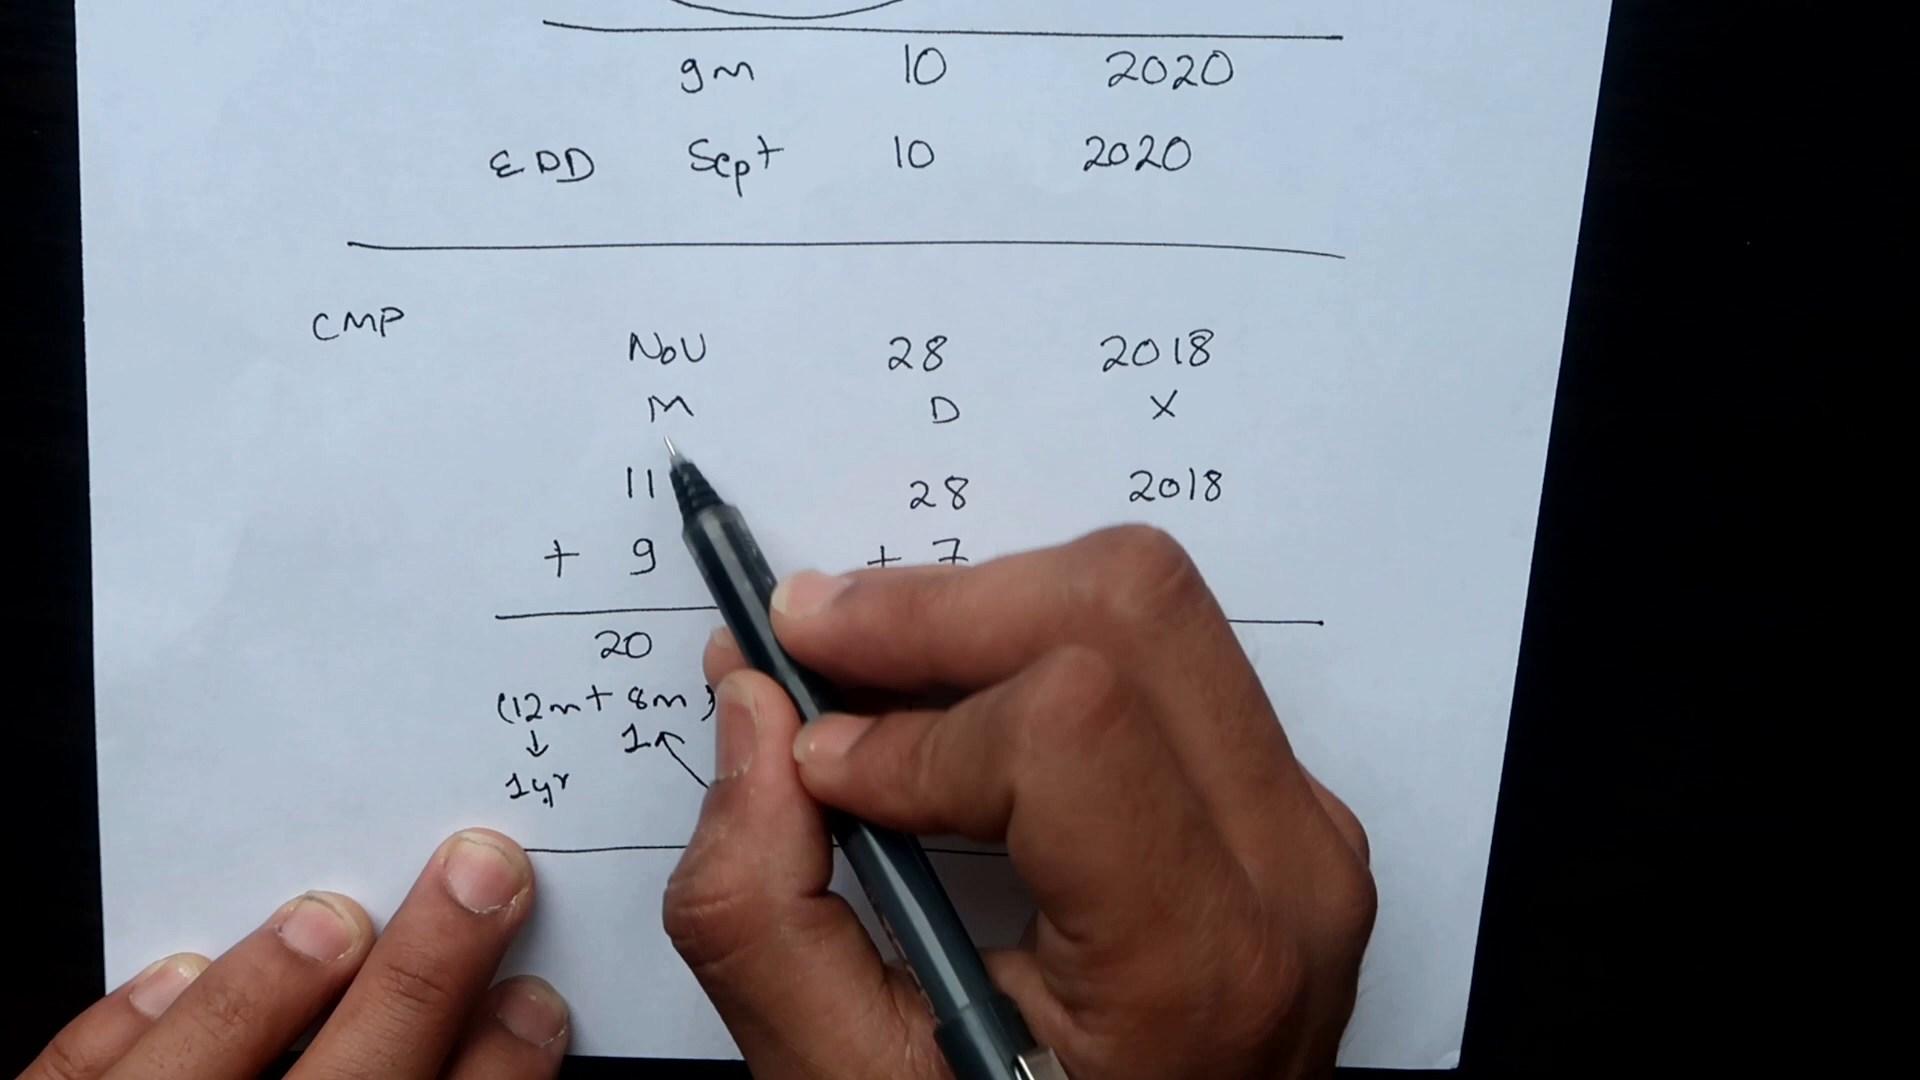 9m 10 2020
EDD Sept 10 2020
CMP
Nov 28 2018
M D Y
11 28 2018
+ 9 + 7
20
(12m + 8m)
↓ 1
1yr